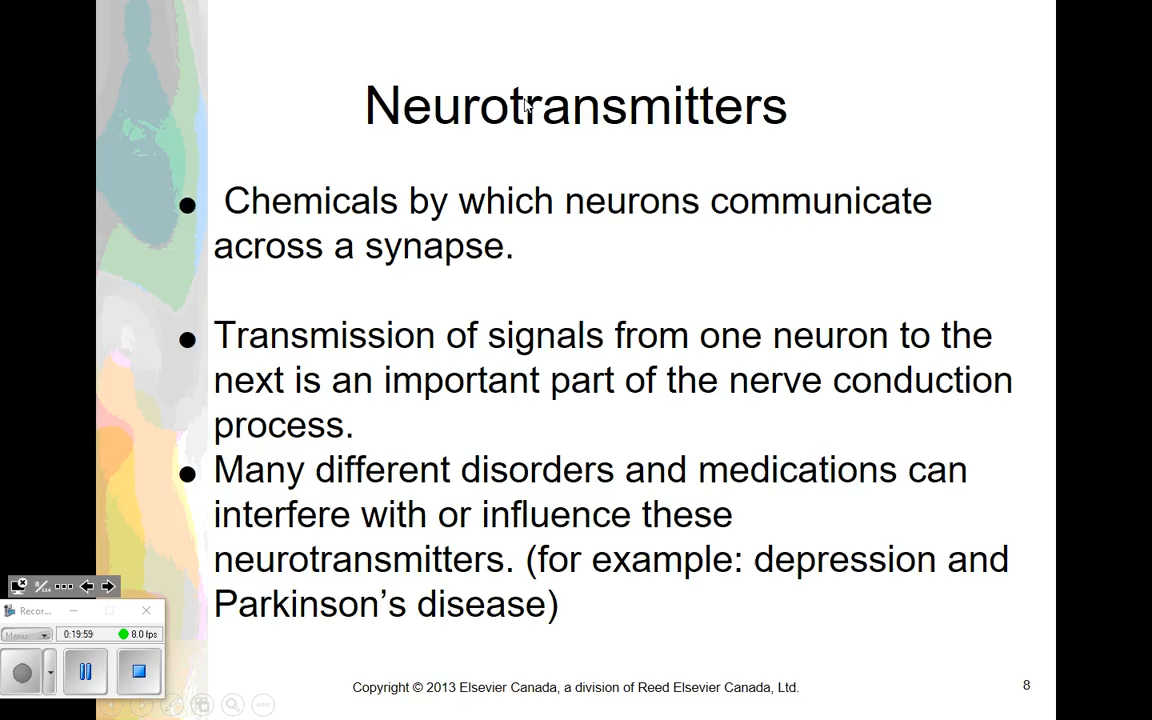 Neurotransmitters
Chemicals by which neurons communicate
across a synapse.
Transmission of signals from one neuron to the
next is an important part of the nerve conduction
process.
Many different disorders and medications can
interfere with or influence these
neurotransmitters. (for example: depression and
Parkinson’s disease)
8/114
Recor...
Menu
0:19:59
8.0 fps
Copyright © 2013 Elsevier Canada, a division of Reed Elsevier Canada, Ltd.
8